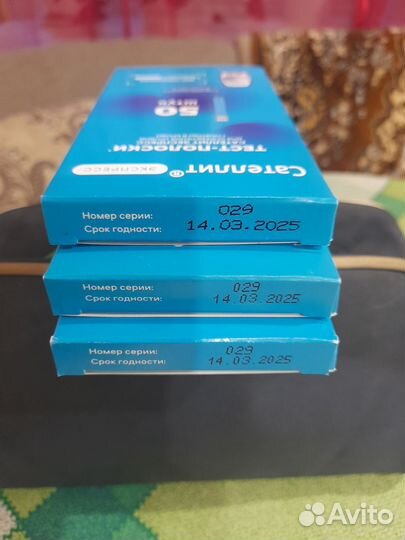 50
ШТУК
ТЕСТ-ПОЛОСКИ
Сателлит®
ЭКСПРЕСС
Номер серии: 029
Срок годности: 14.03.2025
Номер серии: 029
Срок годности: 14.03.2025
Номер серии: 029
Срок годности: 14.03.2025
Avito